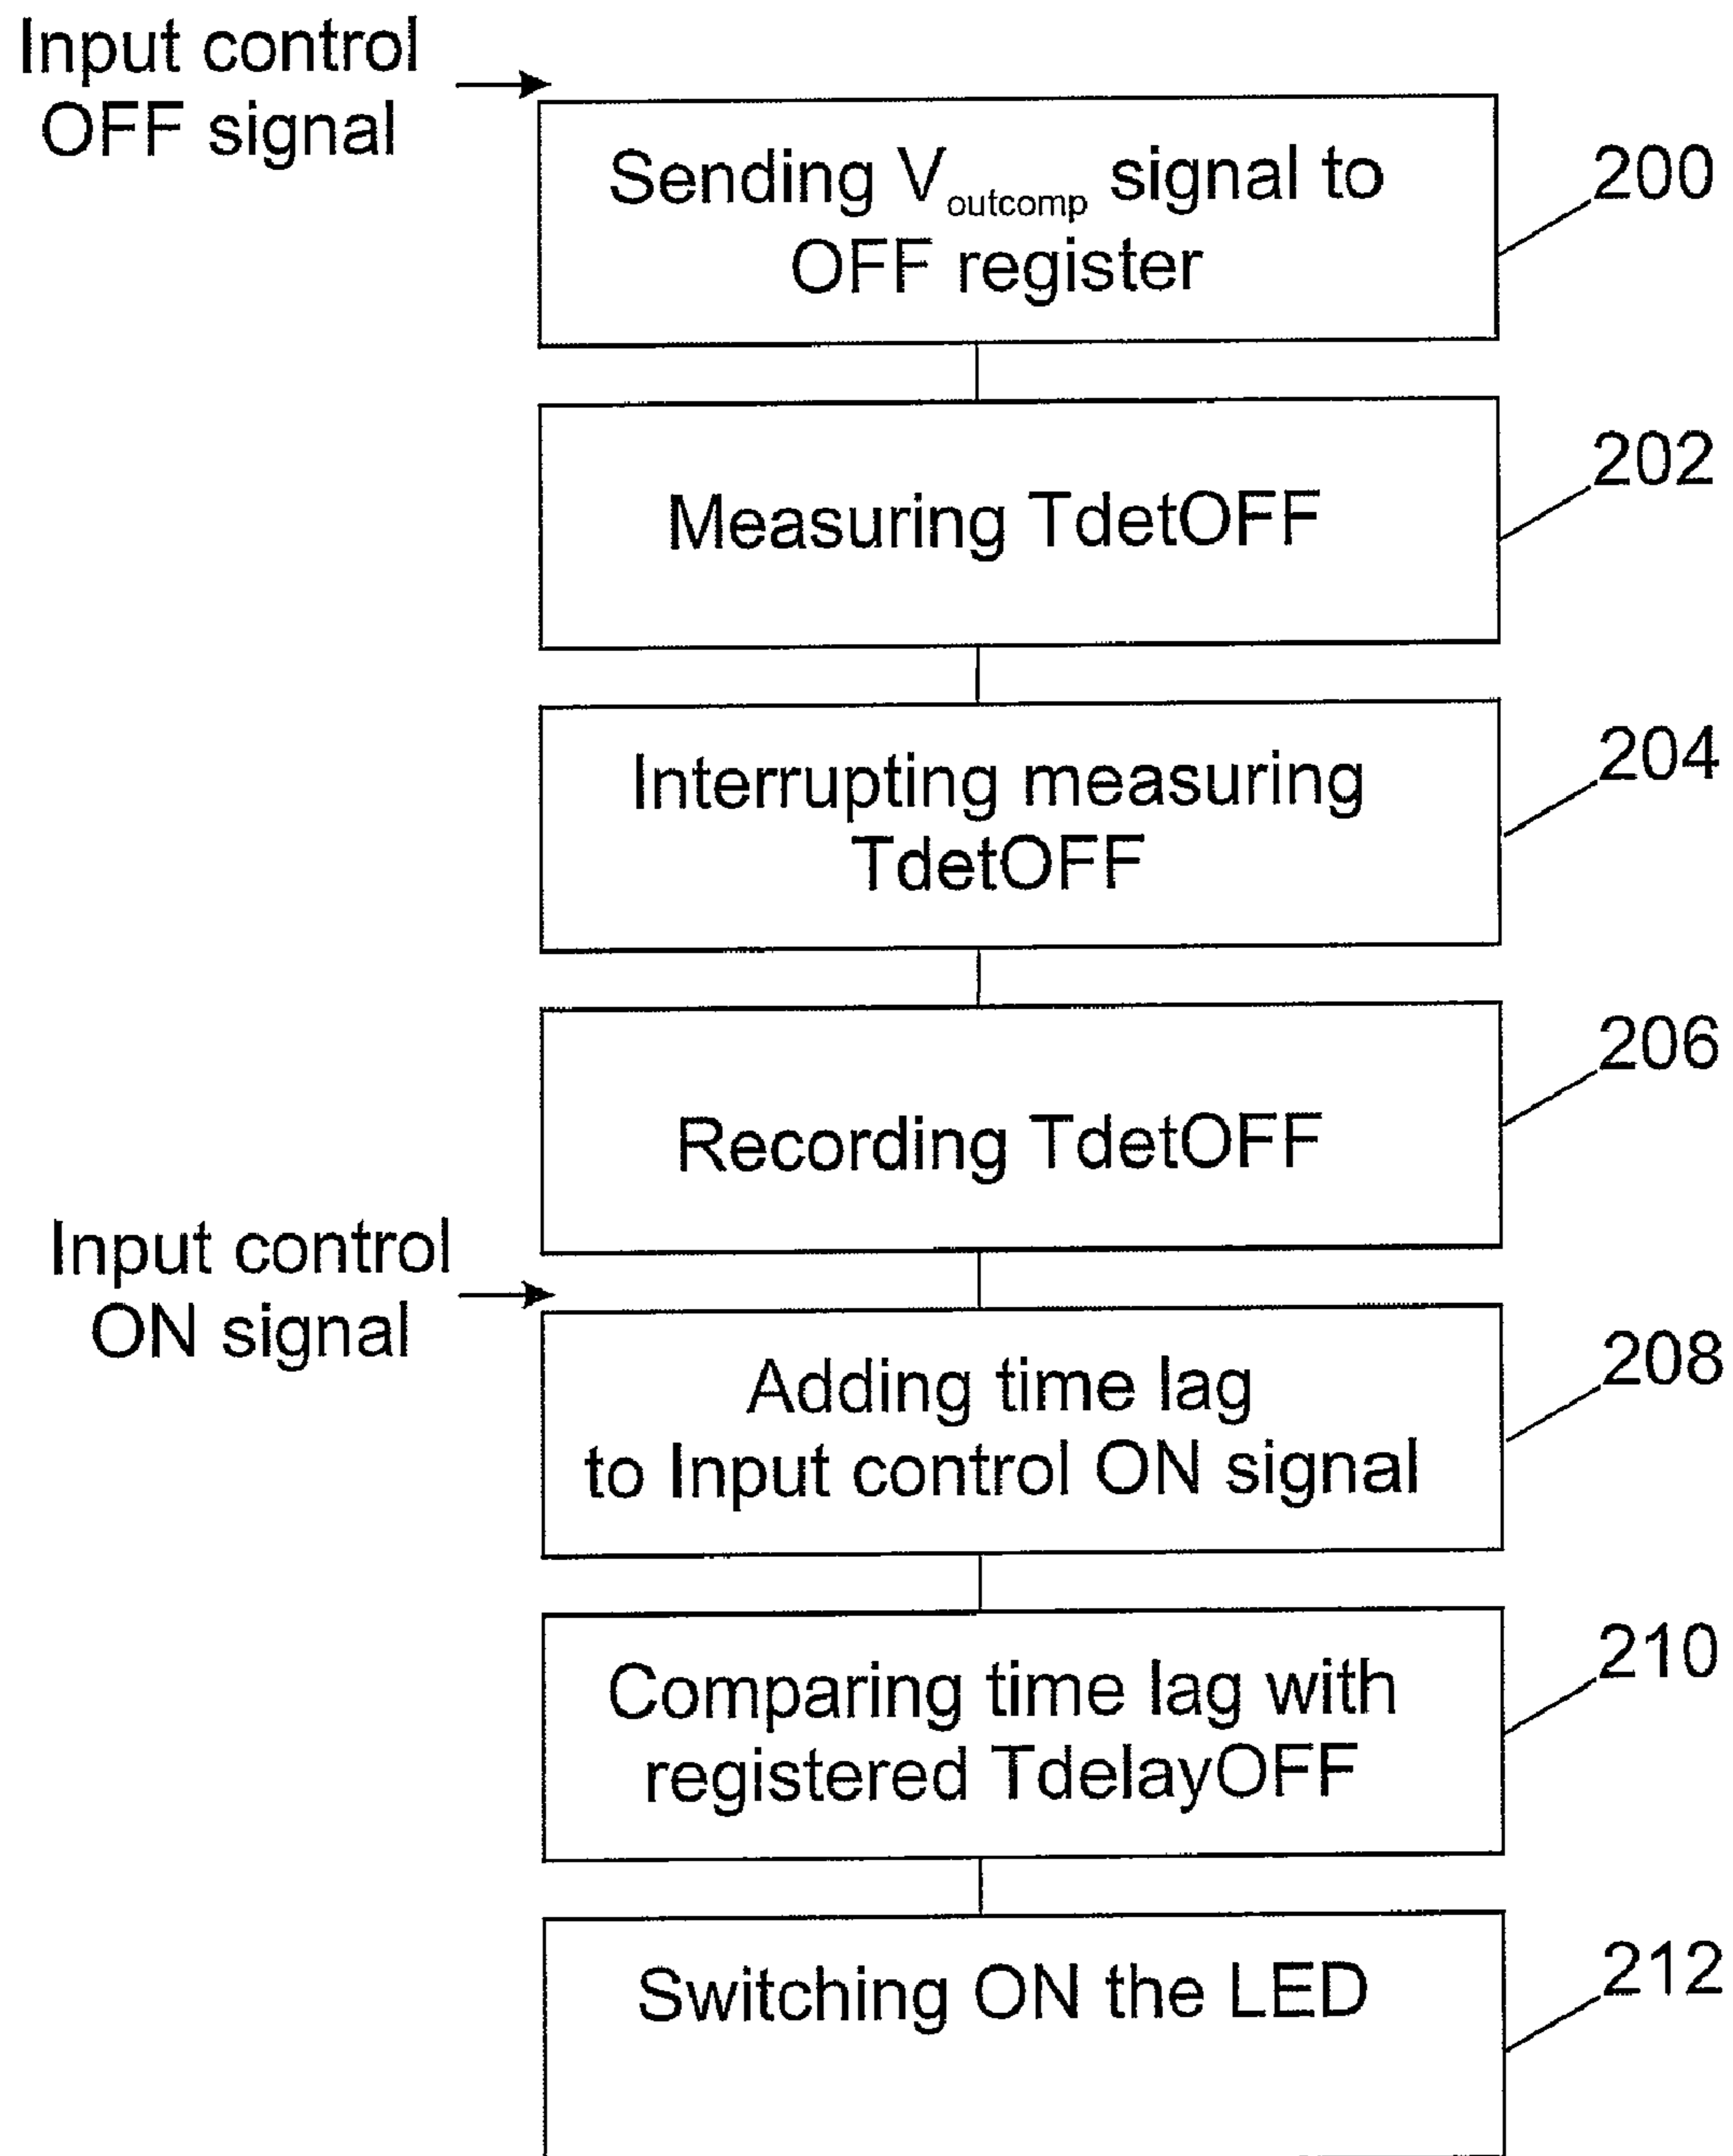 Input control
OFF signal
Sending Voutcomp signal to
OFF register
200
Measuring TdetOFF
202
Interrupting measuring
TdetOFF
204
Recording TdetOFF
206
Input control
ON signal
Adding time lag
to Input control ON signal
208
Comparing time lag with
registered TdelayOFF
210
Switching ON the LED
212